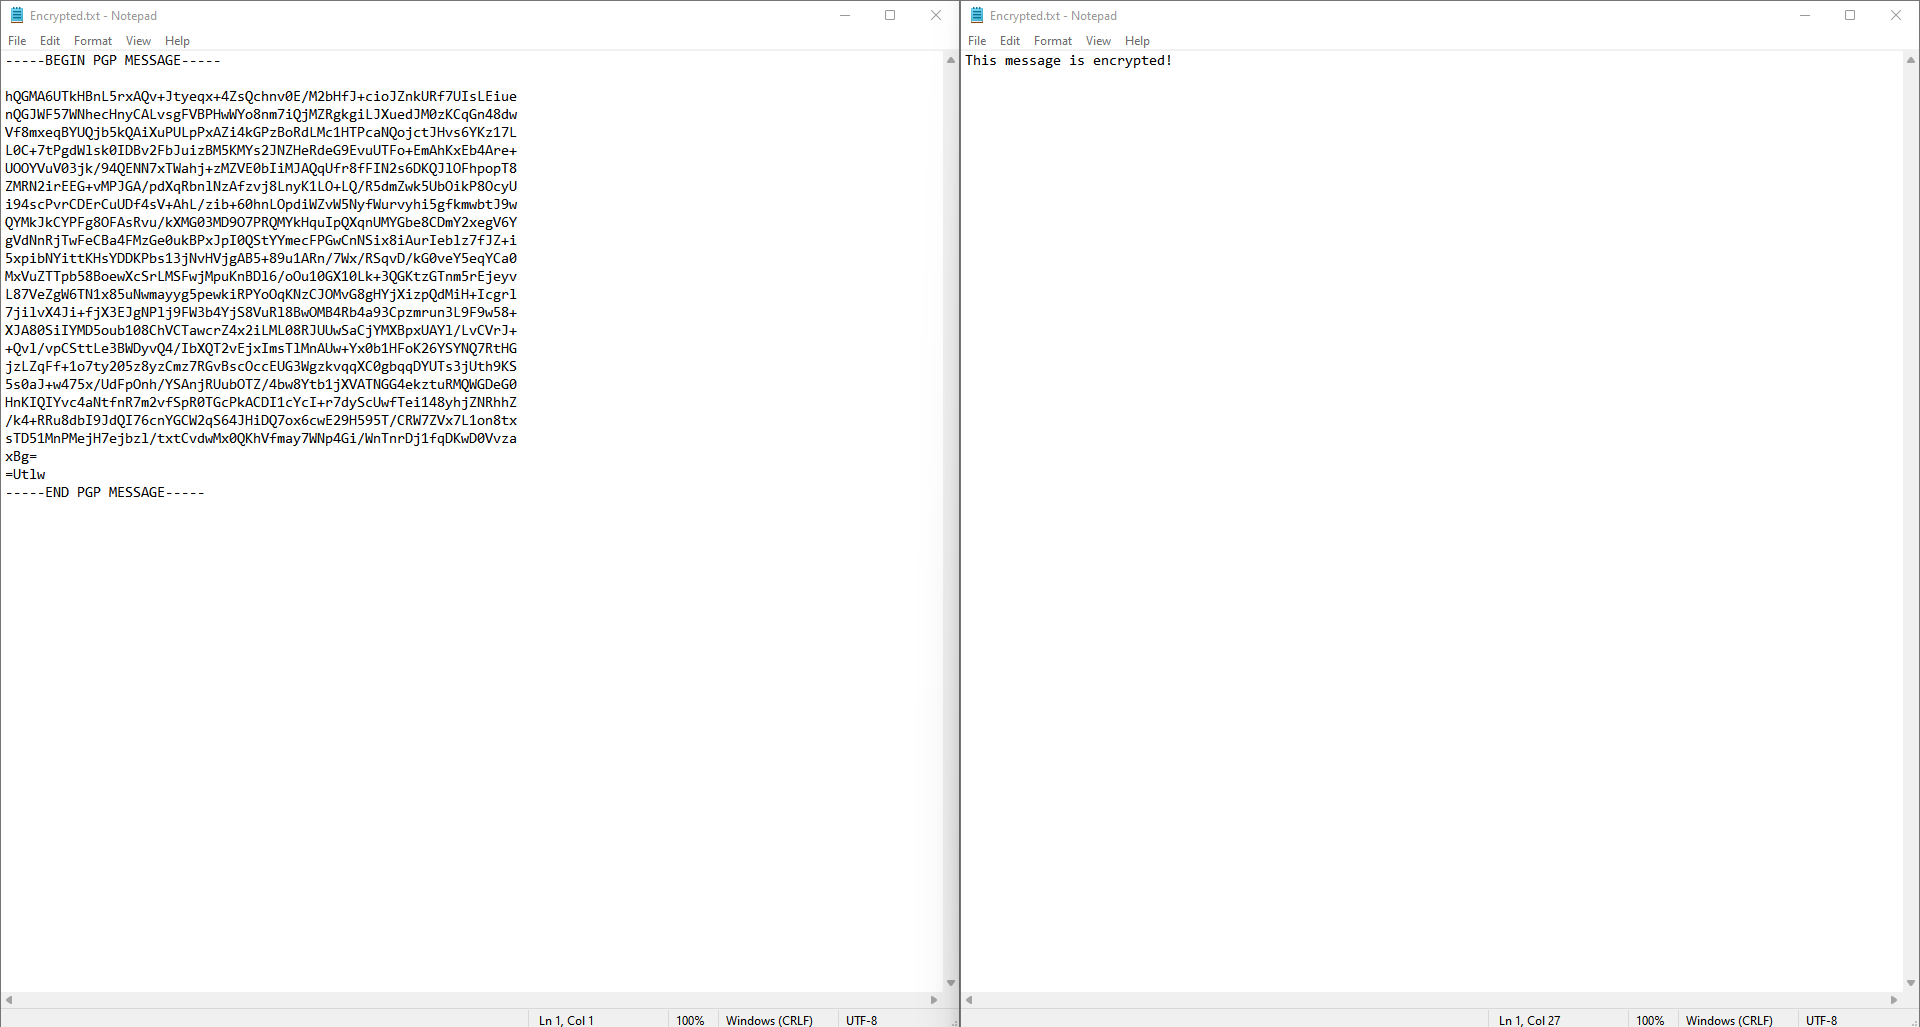 Encrypted.txt - Notepad
File Edit Format View Help
-----BEGIN PGP MESSAGE-----
hQGMA6UTkHBnL5rxAQv+Jtyeqx+4ZsQchnv0E/M2bHfJ+cioJZnkURf7UIsLEiue
nQGJWF57WNhecHnyCALvsgFVBPHwWYo8nm7iQjMZRgkgiLJXuedJM0zKCqGn48dw
Vf8mxeqBYUQjb5kQAiXuPULpPxAZi4kGPzBoRdLMc1HTPcaNQojctJHvs6YKz17L
L0C+7tPgdWlsk0IDBv2FbJuizBM5KMYs2JNZHeRdeG9EvuUTFo+EmAhKxEb4Are+
UOOYVuV03jk/94QENN7xTWahj+zMZVE0bIiMJAQqUfr8fFIN2s6DKQJlOFhpopT8
ZMRN2irEEG+vMPJGA/pdXqRbnlNzAfzvj8LnyK1LO+LQ/R5dmZwk5UbOikP8OcyU
i94scPvrCDErCuUDf4sV+AhL/zib+60hnLOpdiWZvW5NyfWurvyhi5gfkmwbtJ9w
QYMkJkCYPFg8OFAsRvu/kXMG03MD9O7PRQMYkHquIpQXqnUMYGbe8CDmY2xegV6Y
gVdNnRjTwFeCBa4FMzGe0ukBPxJpI0QStYYmecFPGwCnNSix8iAurIeblz7fJZ+i
5xpibNYittKHsYDDKPbs13jNvHVjgAB5+89u1ARn/7Wx/RSqvD/kG0veY5eqYCa0
MxVuZTTpb58BoewXcSrLMSFwjMpuKnBDl6/oOu10GX10Lk+3QGKtzGTnm5rEjeyv
L87VeZgW6TN1x85uNwmayyg5pewkiRPYoOqKNzCJOMvG8gHYjXizpQdMiH+Icgrl
7jilvX4Ji+fjX3EJgNPlj9FW3b4YjS8VuRl8BwOMB4Rb4a93Cpzmrun3L9F9w58+
XJA80SiIYMD5oub108ChVCTawcrZ4x2iLML08RJUUwSaCjYMXBpxUAYl/LvCVrJ+
+Qvl/vpCSttLe3BWDyvQ4/IbXQT2vEjxImsTlMnAUw+Yx0b1HFoK26YSYNQ7RtHG
jzLZqFf+1o7ty205z8yzCmz7RGvBscOccEUG3WgzkvqqXC0gbqqDYUTs3jUth9KS
5s0aJ+w475x/UdFpOnh/YSAnjRUubOTZ/4bw8Ytb1jXVATNGG4ekztuRMQWGDeG0
HnKIQIYvc4aNtfnR7m2vfSpR0TGcPkACDI1cYcI+r7dyScUwfTei148yhjZNRhhZ
/k4+RRu8dbI9JdQI76cnYGCW2qS64JHiDQ7ox6cwE29H595T/CRW7ZVx7L1on8tx
sTD51MnPMejH7ejbzl/txtCvdwMx0QKhVfmay7WNp4Gi/WnTnrDj1fqDKwD0Vvza
xBg=
=Utlw
-----END PGP MESSAGE-----
Ln 1, Col 1 100% Windows (CRLF) UTF-8
Encrypted.txt - Notepad
File Edit Format View Help
This message is encrypted!
Ln 1, Col 27 100% Windows (CRLF) UTF-8